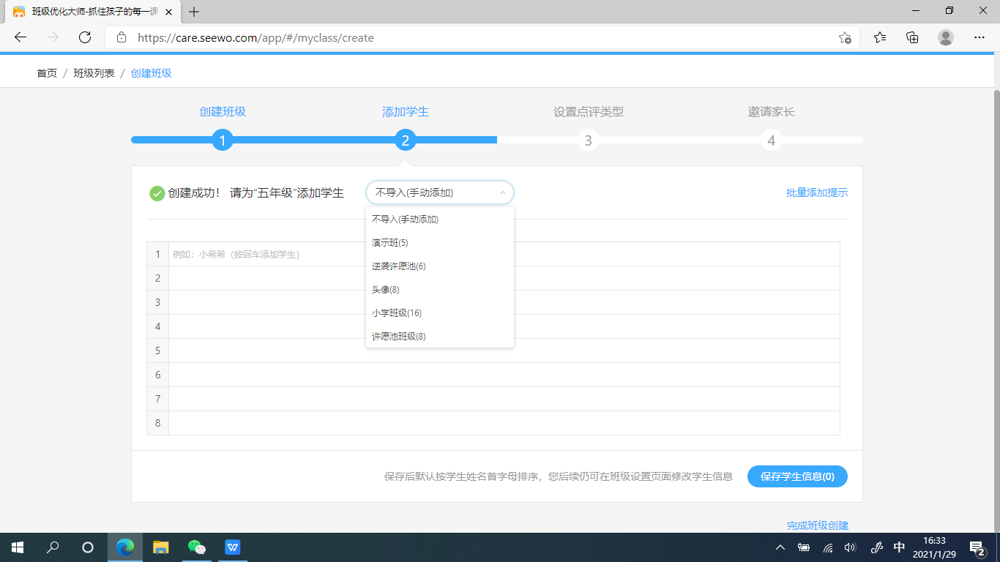 班级优化大师-抓住孩子的每一课
https://care.seewo.com/app/#/myclass/create
首页 / 班级列表 / 创建班级
创建班级 添加学生 设置点评类型 邀请家长
1 2 3 4
创建成功！ 请为“五年级”添加学生 不导入(手动添加) 批量添加提示
不导入(手动添加)
演示班(5)
逆袭许愿池(6)
头像(8)
小学班级(16)
许愿池班级(8)
1 例如：小希希（按回车添加学生）
2
3
4
5
6
7
8
保存后默认按学生姓名首字母排序，您后续仍可在班级设置页面修改学生信息 保存学生信息(0)
完成班级创建
W 中 16:33 2
2021/1/29